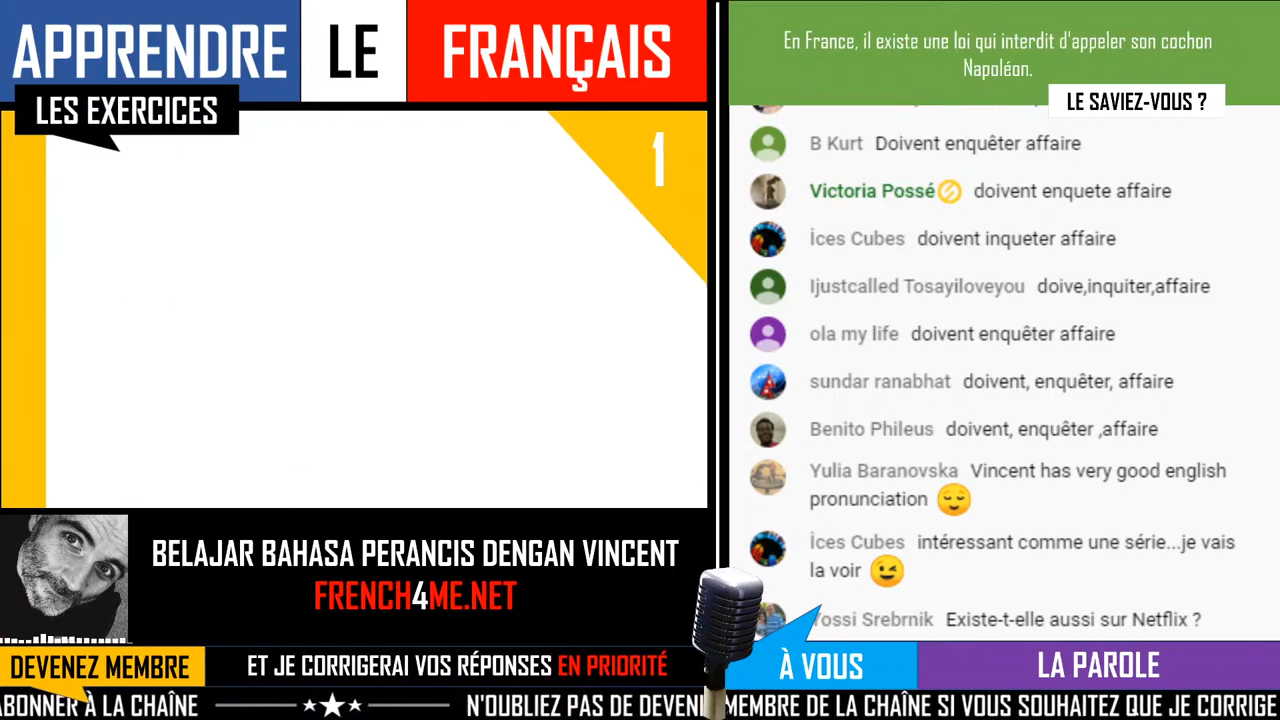 APPRENDRE LE FRANÇAIS
LES EXERCICES
1
BELAJAR BAHASA PERANCIS DENGAN VINCENT
FRENCH4ME.NET
En France, il existe une loi qui interdit d'appeler son cochon
Napoléon.
LE SAVIEZ-VOUS ?
B Kurt Doivent enquêter affaire
Victoria Possé doivent enquete affaire
İces Cubes doivent inqueter affaire
Ijustcalled Tosayiloveyou doive,inquiter,affaire
ola my life doivent enquêter affaire
sundar ranabhat doivent, enquêter, affaire
Benito Phileus doivent, enquêter ,affaire
Yulia Baranovska Vincent has very good english
pronunciation
İces Cubes intéressant comme une série...je vais
la voir
Yossi Srebrnik Existe-t-elle aussi sur Netflix ?
DEVENEZ MEMBRE
ET JE CORRIGERAI VOS RÉPONSES EN PRIORITÉ
À VOUS LA PAROLE
ABONNER À LA CHAÎNE N'OUBLIEZ PAS DE DEVENI MEMBRE DE LA CHAÎNE SI VOUS SOUHAITEZ QUE JE CORRIGE